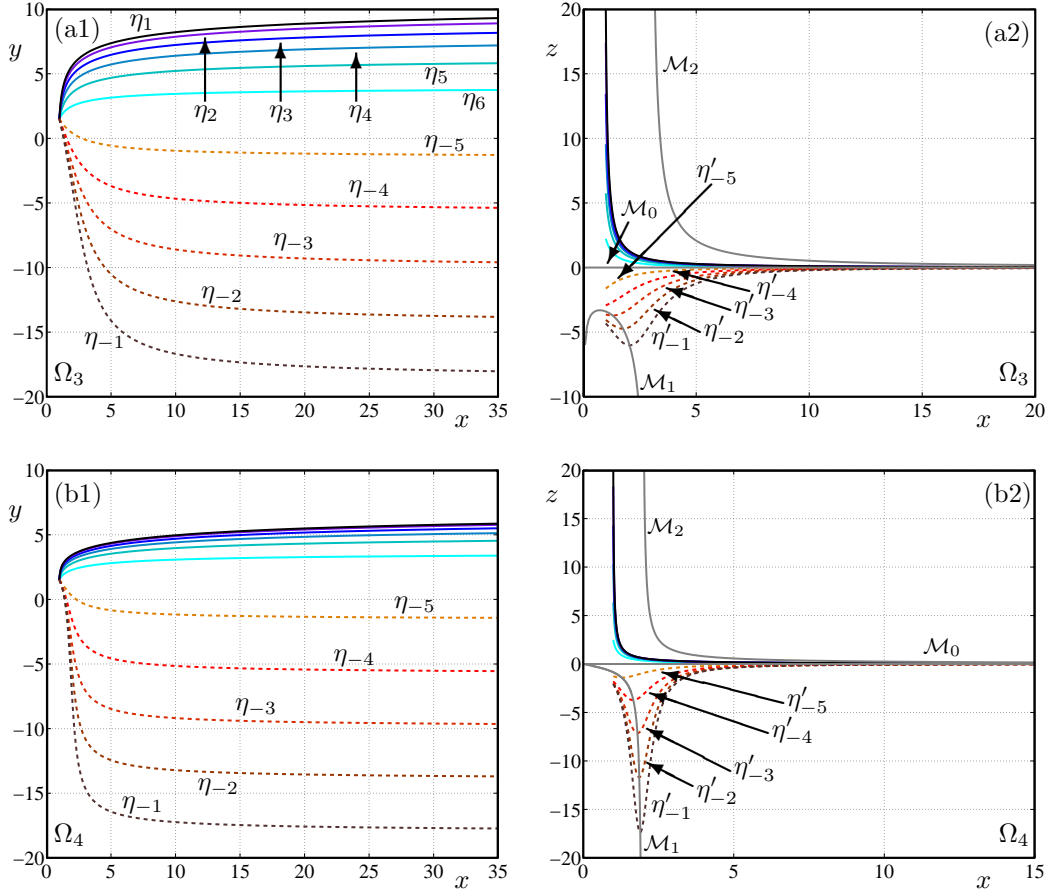 (a1)
y
10
5
0
−5
−10
−15
−20
η₁
η₂
η₃
η₄
η₅
η₆
η₋₅
η₋₄
η₋₃
η₋₂
η₋₁
Ω₃
0 5 10 15 20 25 30 35
x
(a2)
z
20
15
10
5
0
−5
−10
ℳ₂
η′₋₅
ℳ₀
η′₋₄
η′₋₃
η′₋₂
η′₋₁
ℳ₁
Ω₃
0 5 10 15 20
x
(b1)
y
10
5
0
−5
−10
−15
−20
η₋₅
η₋₄
η₋₃
η₋₂
η₋₁
Ω₄
0 5 10 15 20 25 30 35
x
(b2)
z
20
15
10
5
0
−5
−10
−15
−20
ℳ₂
ℳ₀
η′₋₅
η′₋₄
η′₋₃
η′₋₂
η′₋₁
ℳ₁
Ω₄
0 5 10 15
x